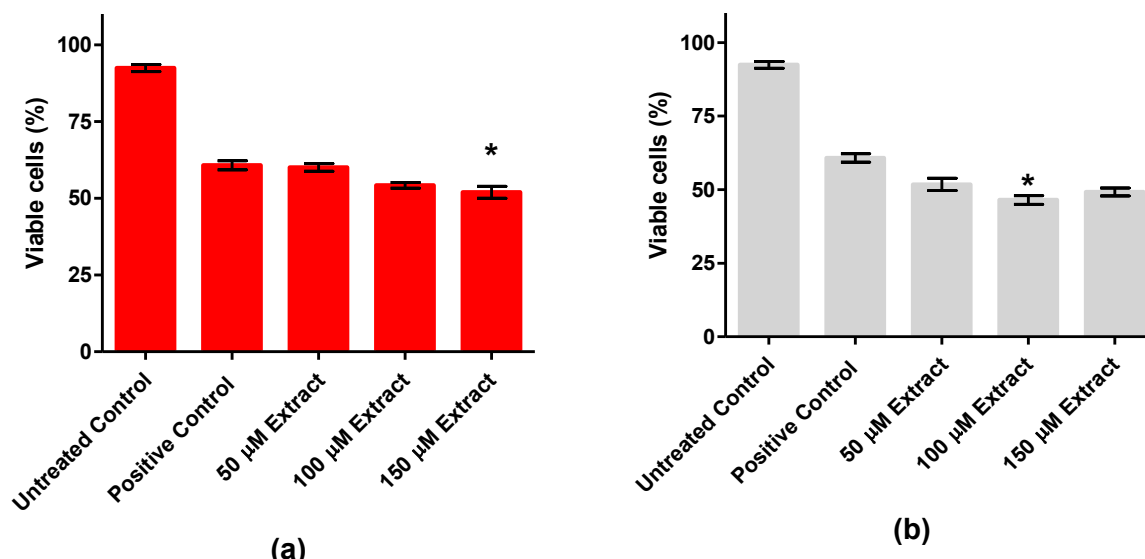 100
75
50
25
0
Viable cells (%)
*
Untreated Control
Positive Control
50 μM Extract
100 μM Extract
150 μM Extract
(a)
100
75
50
25
0
Viable cells (%)
*
Untreated Control
Positive Control
50 μM Extract
100 μM Extract
150 μM Extract
(b)